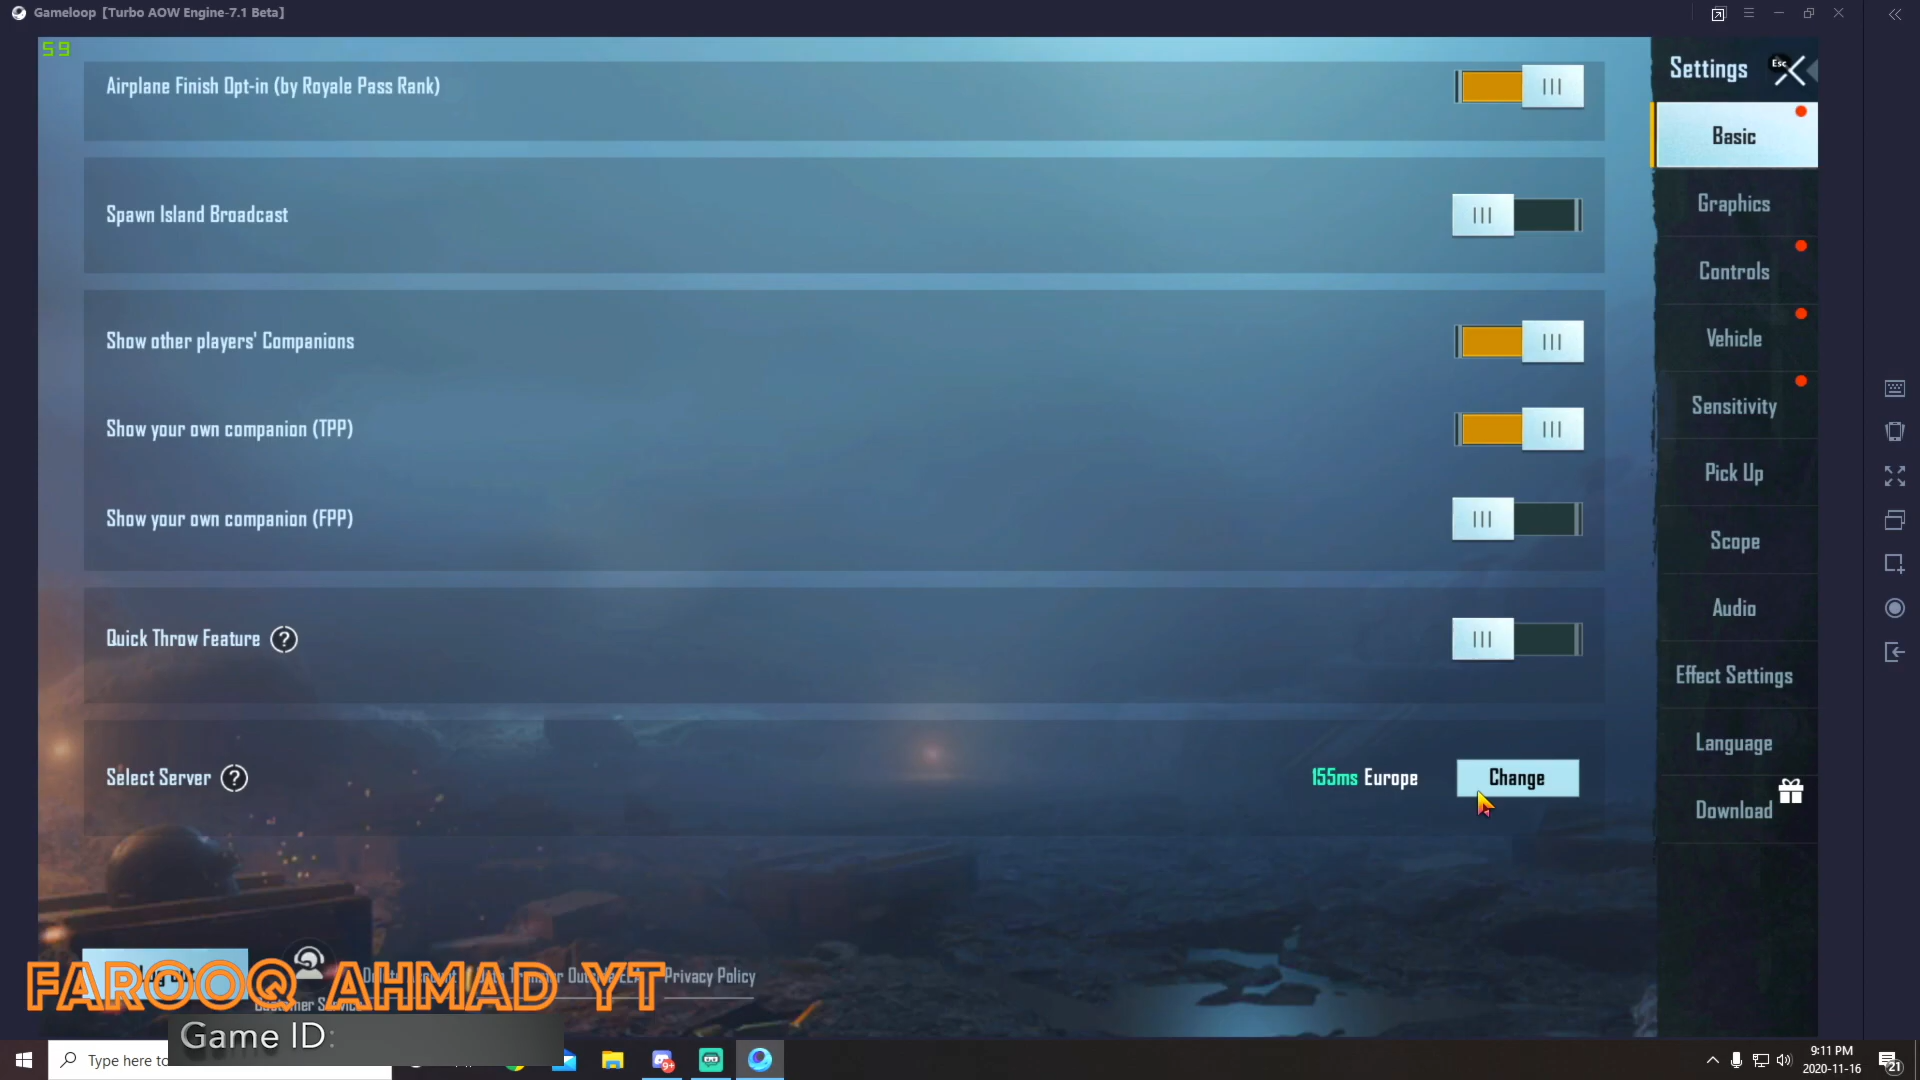 Gameloop [Turbo AOW Engine-7.1 Beta]
59
Settings
Esc
Airplane Finish Opt-in (by Royale Pass Rank)
Basic
Graphics
Spawn Island Broadcast
Controls
Show other players' Companions
Vehicle
Sensitivity
Show your own companion (TPP)
Pick Up
Show your own companion (FPP)
Scope
Audio
Quick Throw Feature ?
Effect Settings
Language
Select Server ?
155ms Europe
Change
Download
Privacy Policy
FAROOQ AHMAD YT
Game ID:
Type here to
9+
9:11 PM
2020-11-16
21